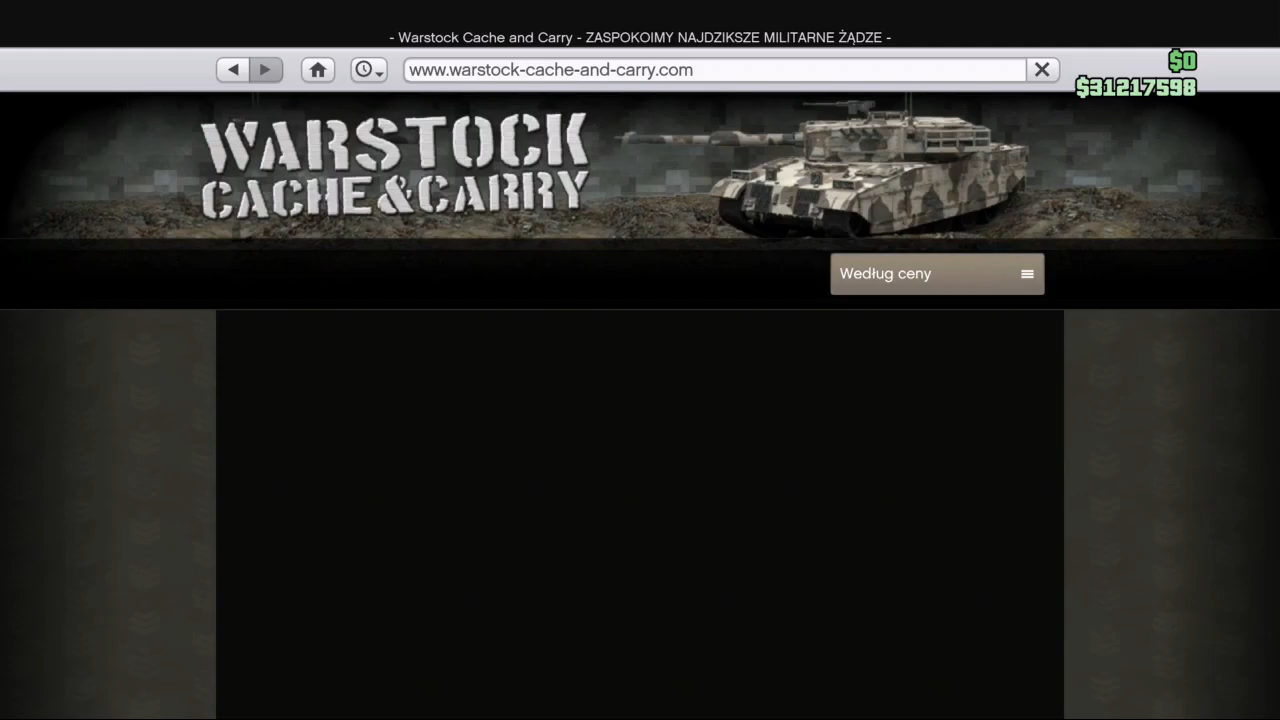 - Warstock Cache and Carry - ZASPOKOIMY NAJDZIKSZE MILITARNE ŻĄDZE -
www.warstock-cache-and-carry.com
$0
$31217598
WARSTOCK
CACHE&CARRY
Według ceny